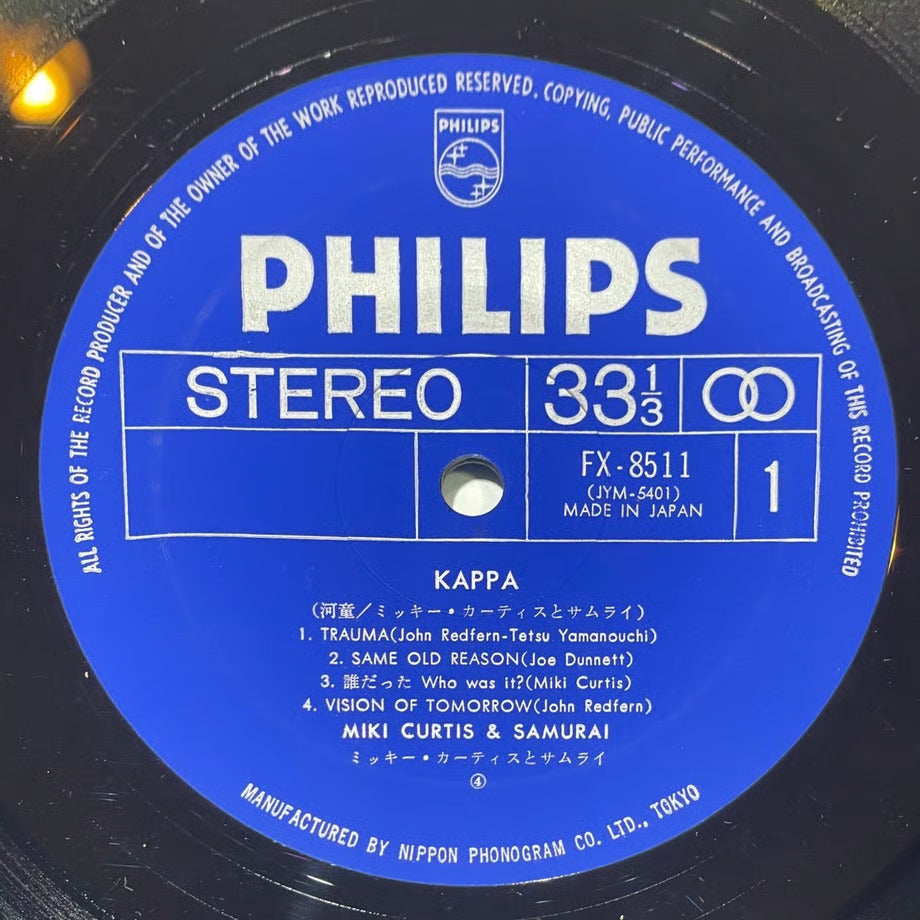 ALL RIGHTS OF THE RECORD PRODUCER AND OF THE OWNER OF THE WORK REPRODUCED RESERVED. COPYING, PUBLIC PERFORMANCE AND BROADCASTING OF THIS RECORD PROHIBITED
PHILIPS
PHILIPS
STEREO 33 1/3
FX-8511
(JYM-5401)
MADE IN JAPAN
1
KAPPA
(河童/ミッキー・カーティスとサムライ)
1. TRAUMA(John Redfern-Tetsu Yamanouchi)
2. SAME OLD REASON(Joe Dunnett)
3. 誰だった Who was it?(Miki Curtis)
4. VISION OF TOMORROW(John Redfern)
MIKI CURTIS & SAMURAI
ミッキー・カーティスとサムライ
④
MANUFACTURED BY NIPPON PHONOGRAM CO. LTD., TOKYO